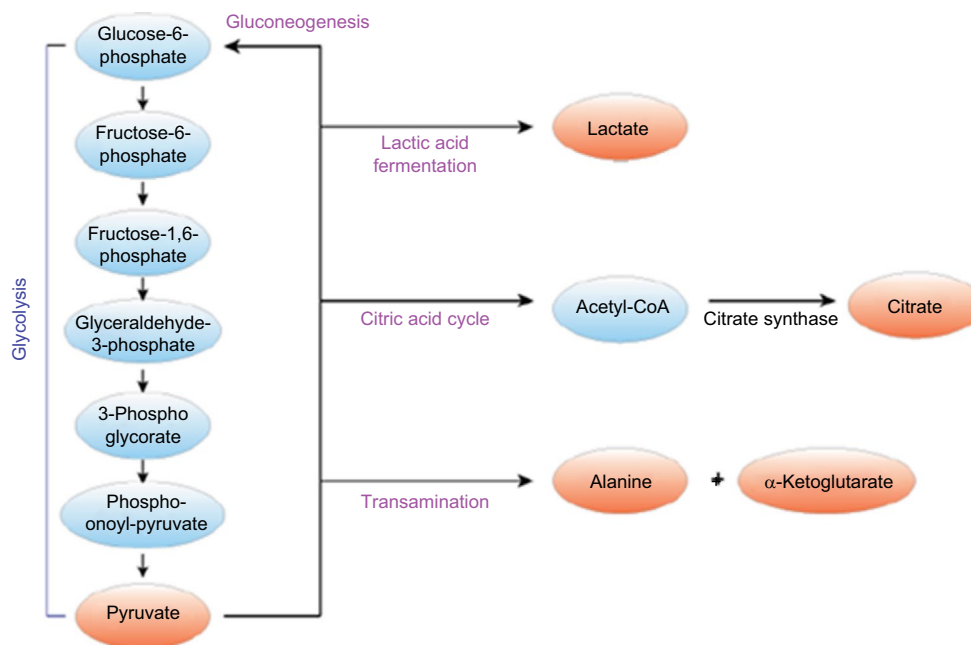 Gluconeogenesis
Glucose-6-
phosphate
Fructose-6-
phosphate
Fructose-1,6-
phosphate
Glyceraldehyde-
3-phosphate
3-Phospho
glycorate
Phospho-
onoyl-pyruvate
Pyruvate
Glycolysis
Lactic acid
fermentation
Lactate
Citric acid cycle
Acetyl-CoA
Citrate synthase
Citrate
Transamination
Alanine
+
α-Ketoglutarate